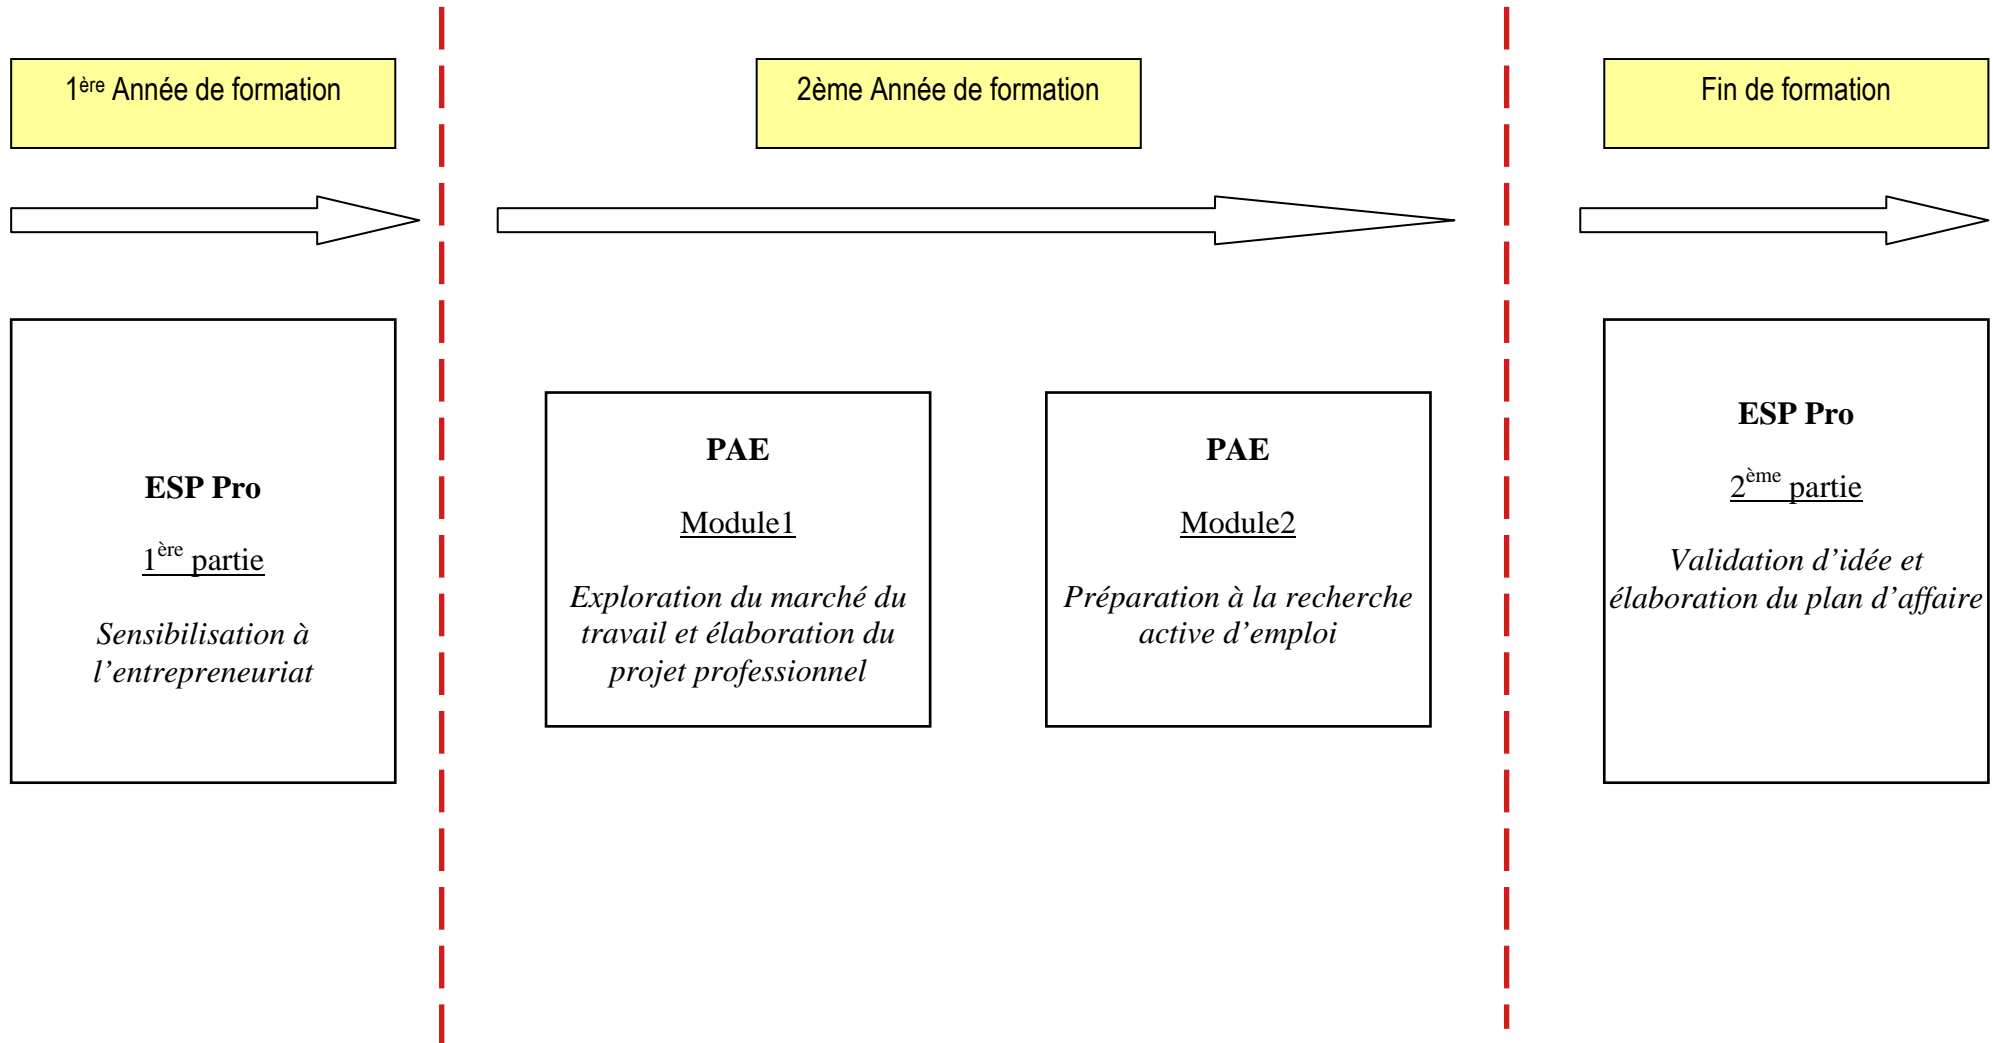 1ère Année de formation
2ème Année de formation
Fin de formation
ESP Pro
1ère partie
Sensibilisation à
l’entrepreneuriat
PAE
Module1
Exploration du marché du
travail et élaboration du
projet professionnel
PAE
Module2
Préparation à la recherche
active d’emploi
ESP Pro
2ème partie
Validation d’idée et
élaboration du plan d’affaire